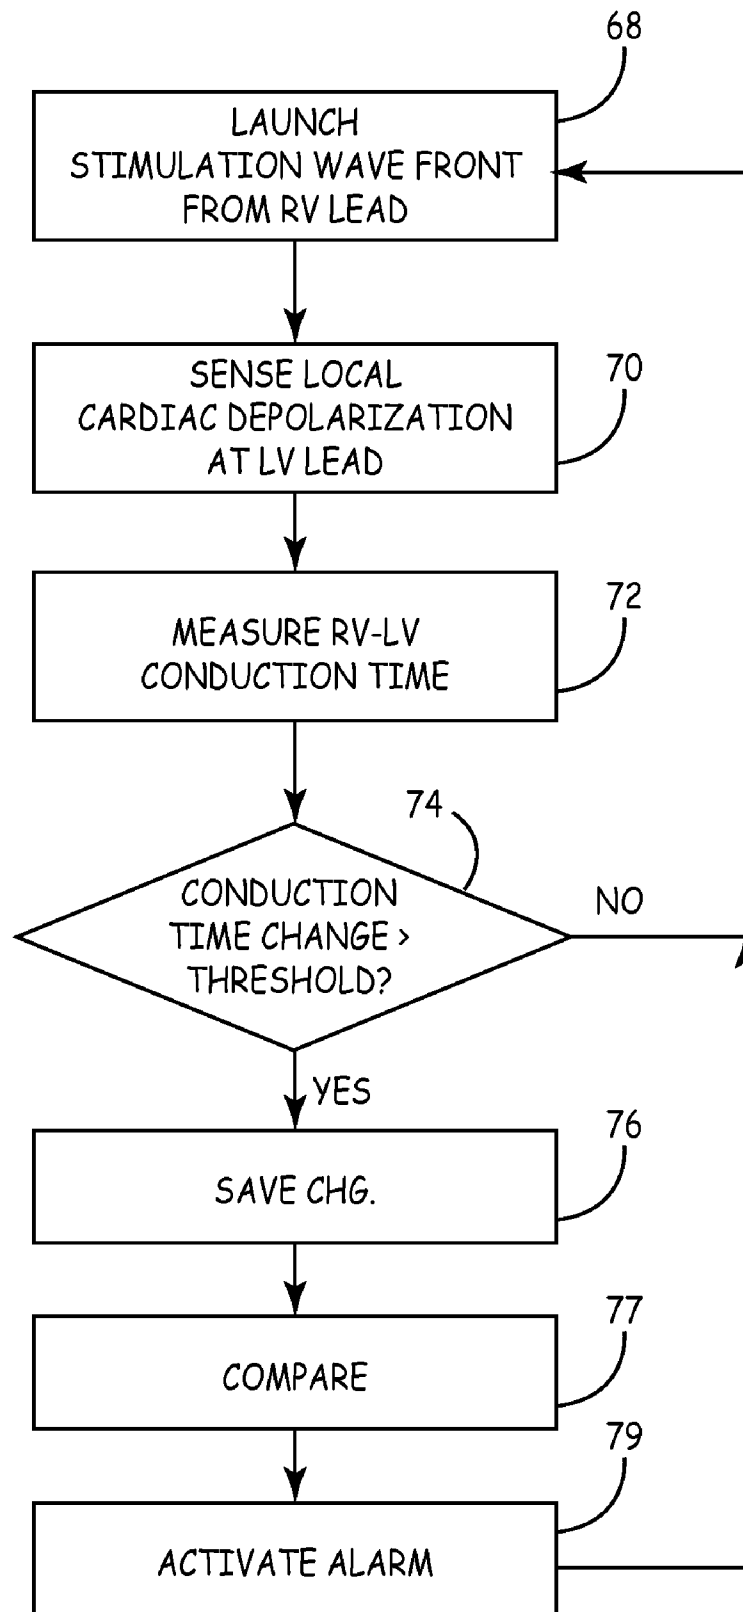 68
LAUNCH
STIMULATION WAVE FRONT
FROM RV LEAD
70
SENSE LOCAL
CARDIAC DEPOLARIZATION
AT LV LEAD
72
MEASURE RV-LV
CONDUCTION TIME
74
CONDUCTION
TIME CHANGE >
THRESHOLD?
NO
YES
76
SAVE CHG.
77
COMPARE
79
ACTIVATE ALARM